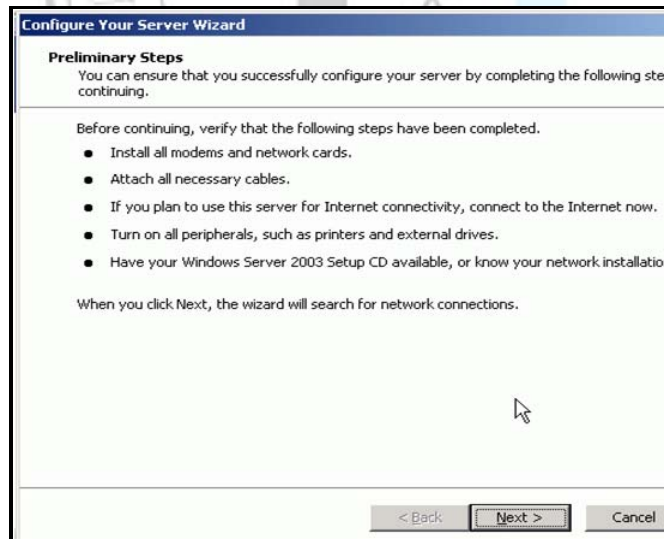 Configure Your Server Wizard
Preliminary Steps
You can ensure that you successfully configure your server by completing the following
continuing.
Before continuing, verify that the following steps have been completed.
● Install all modems and network cards.
● Attach all necessary cables.
● If you plan to use this server for Internet connectivity, connect to the Internet now.
● Turn on all peripherals, such as printers and external drives.
● Have your Windows Server 2003 Setup CD available, or know your network
When you click Next, the wizard will search for network connections.
< Back Next > Cancel